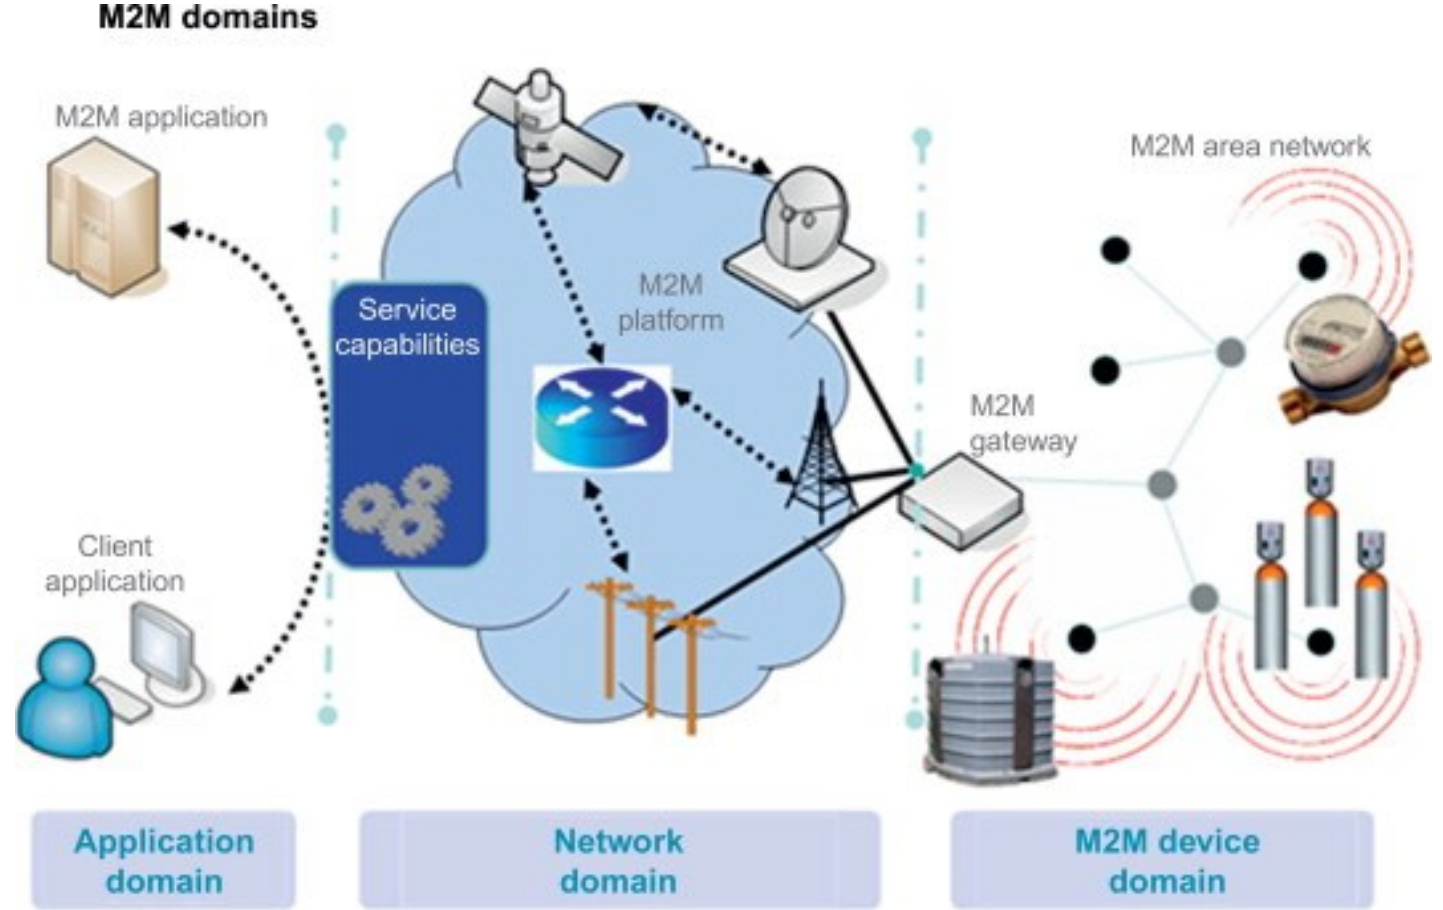 M2M domains
M2M application
M2M area network
Service
capabilities
M2M
platform
M2M
gateway
Client
application
Application
domain
Network
domain
M2M device
domain